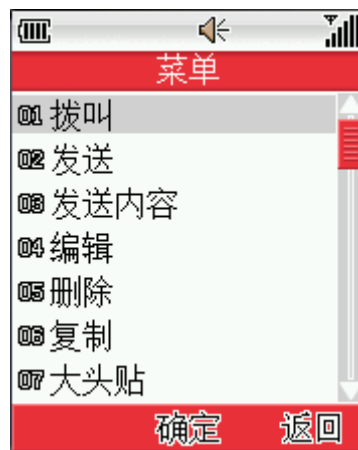 菜单
01 拨叫
02 发送
03 发送内容
04 编辑
05 删除
06 复制
07 大头贴
确定 返回